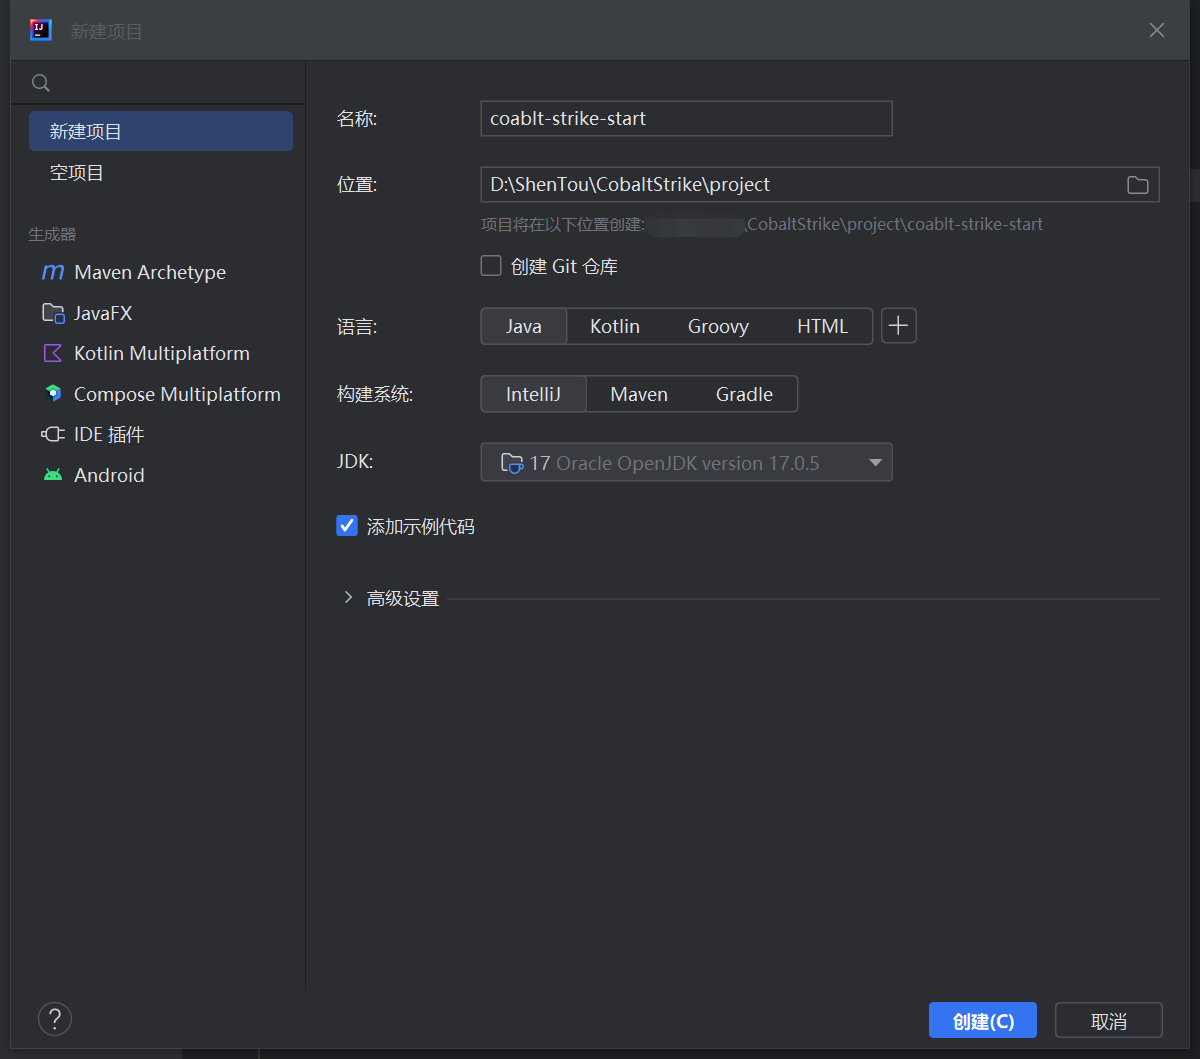 新建项目
新建项目
空项目
生成器
Maven Archetype
JavaFX
Kotlin Multiplatform
Compose Multiplatform
IDE 插件
Android
名称: coablt-strike-start
位置: D:\ShenTou\CobaltStrike\project
项目将在以下位置创建: \CobaltStrike\project\coablt-strike-start
创建 Git 仓库
语言: Java Kotlin Groovy HTML
构建系统: IntelliJ Maven Gradle
JDK: 17 Oracle OpenJDK version 17.0.5
添加示例代码
高级设置
? 创建(C) 取消